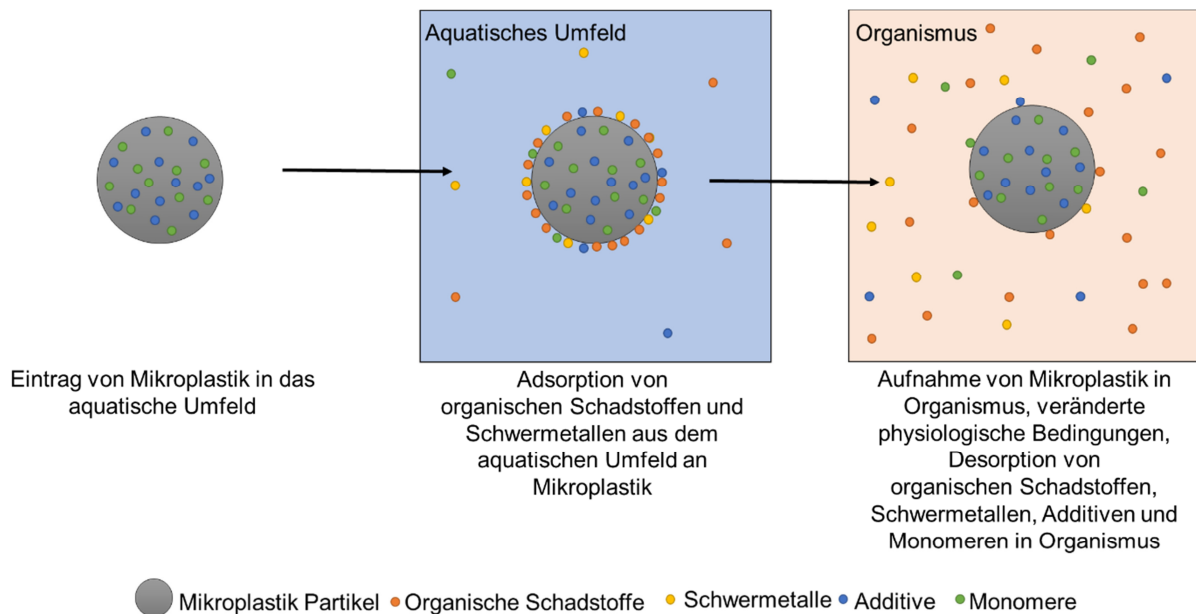 Aquatisches Umfeld
Organismus
Eintrag von Mikroplastik in das
aquatische Umfeld
Adsorption von
organischen Schadstoffen und
Schwermetallen aus dem
aquatischen Umfeld an
Mikroplastik
Aufnahme von Mikroplastik in
Organismus, veränderte
physiologische Bedingungen,
Desorption von
organischen Schadstoffen,
Schwermetallen, Additiven und
Monomeren in Organismus
Mikroplastik Partikel Organische Schadstoffe Schwermetalle Additive Monomere